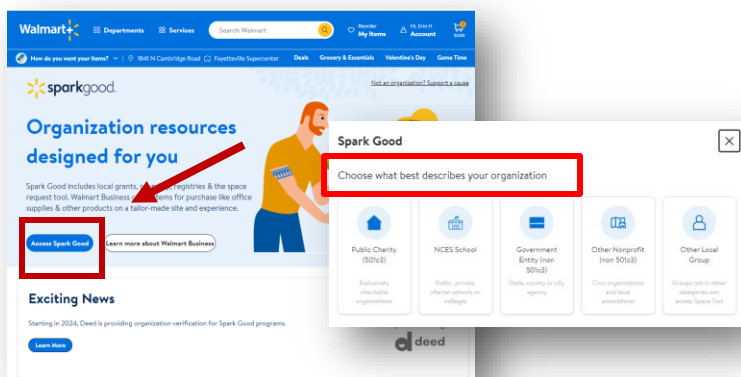 Walmart+
Departments
Services
Search Walmart
Reorder
My Items
Hi, Erin H
Account
$0.00
How do you want your items?
1841 N Cambridge Road
Fayetteville Supercenter
Deals
Grocery & Essentials
Valentine's Day
Game Time
sparkgood.
Not an organization? Support a cause
Organization resources
designed for you
Spark Good includes local grants, registries & the space
request tool. Walmart Business items for purchase like office
supplies & other products on a tailor-made site and experience.
Access Spark Good
Learn more about Walmart Business
Exciting News
Starting in 2024, Deed is providing organization verification for Spark Good programs.
Learn More
deed
Spark Good
Choose what best describes your organization
Public Charity
(501c3)
Exclusively
charitable
organizations
NCES School
Public, private,
charter schools or
colleges
Government
Entity (non
501c3)
State, county or city
agency
Other Nonprofit
(non 501c3)
Civic organizations
and local
associations
Other Local
Group
Groups not in other
categories can
access Space Tool